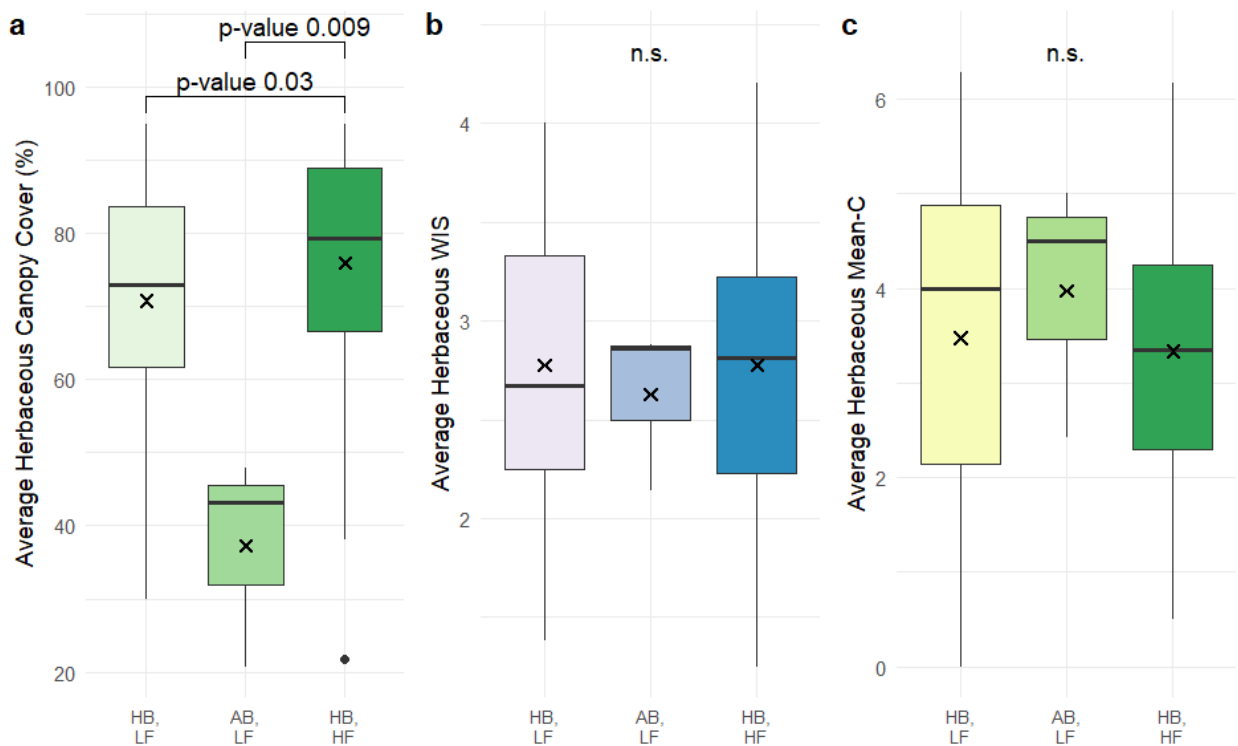 a
p-value 0.009
p-value 0.03
Average Herbaceous Canopy Cover (%)
100
80
60
40
20
HB,
LF
AB,
LF
HB,
HF
b
n.s.
Average Herbaceous WIS
4
3
2
HB,
LF
AB,
LF
HB,
HF
c
n.s.
Average Herbaceous Mean-C
6
4
2
0
HB,
LF
AB,
LF
HB,
HF